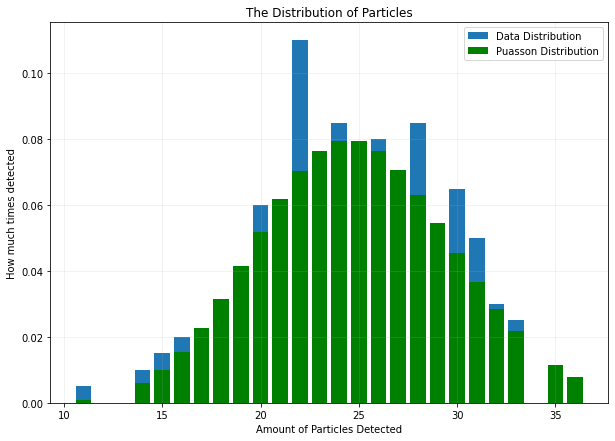 The Distribution of Particles
Data Distribution
Puasson Distribution
How much times detected
0.10
0.08
0.06
0.04
0.02
0.00
10 15 20 25 30 35
Amount of Particles Detected